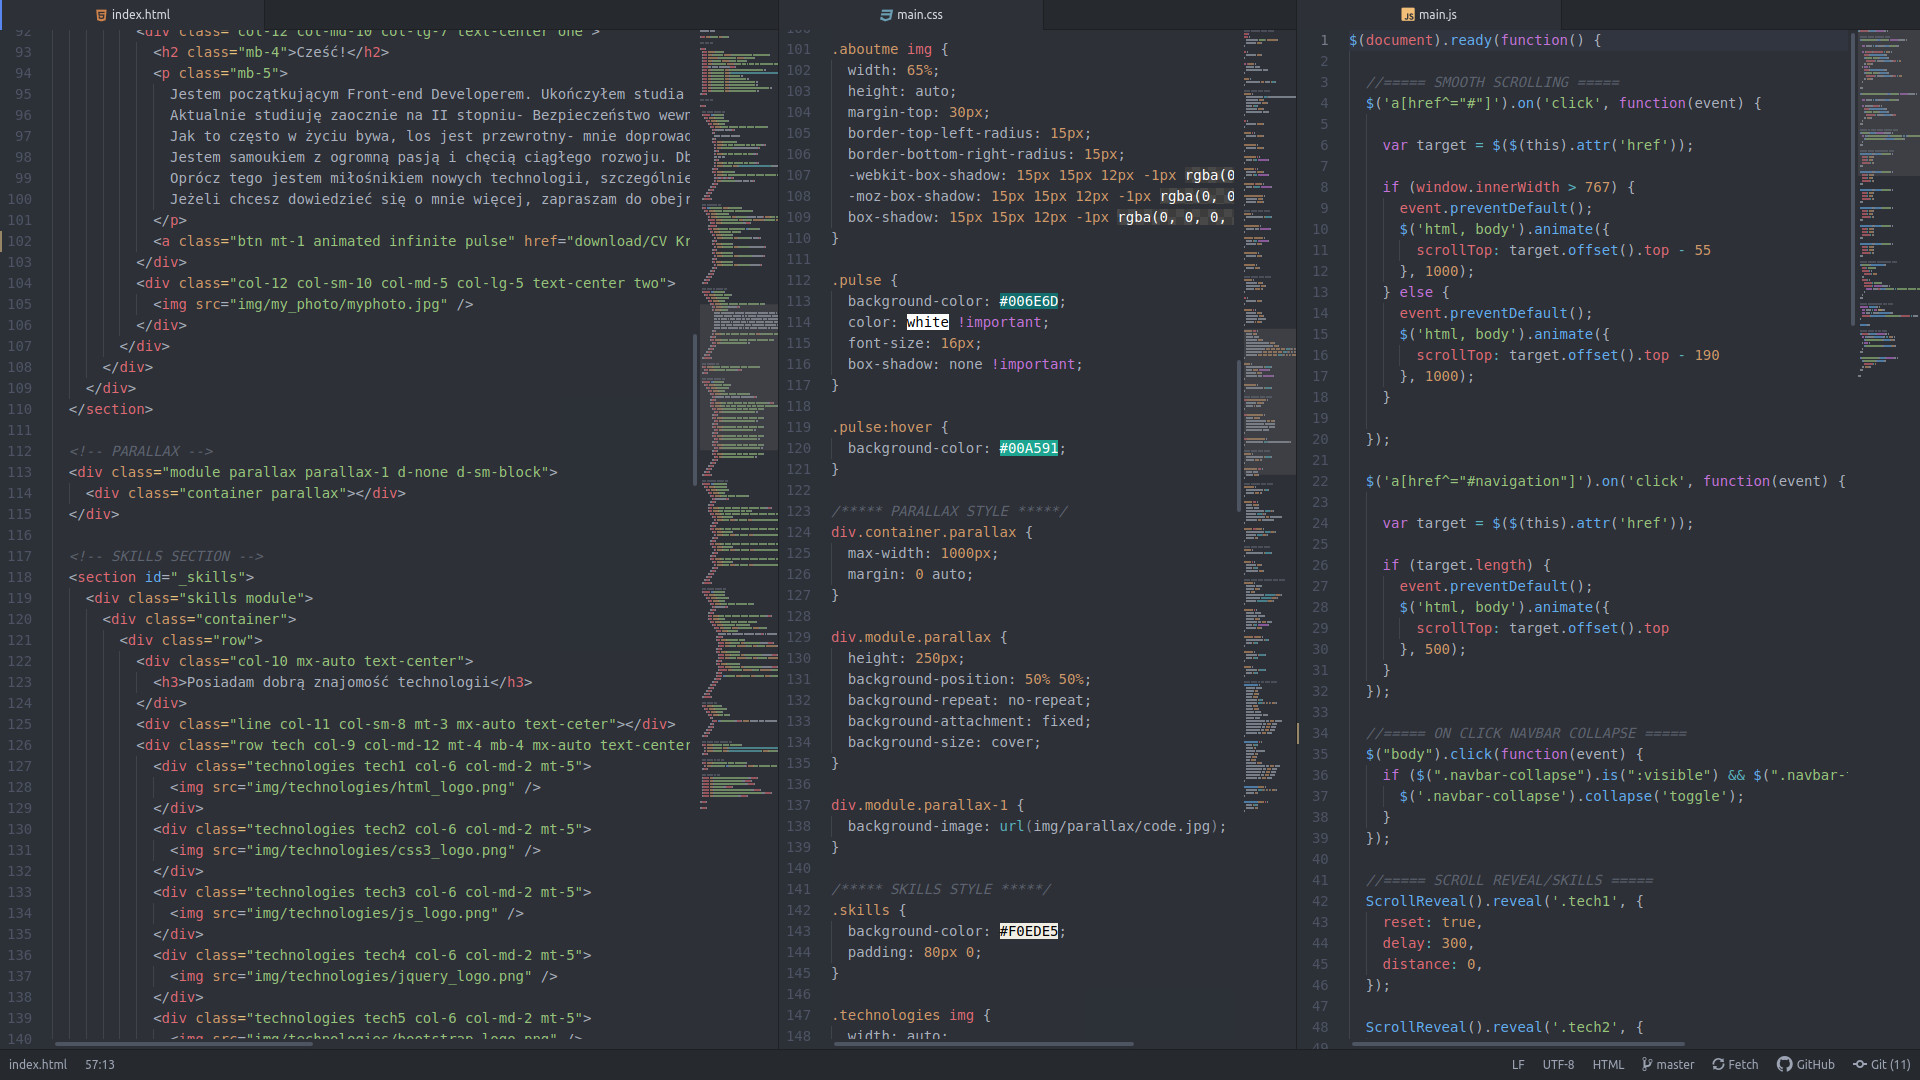 index.html
92 <div class="col-12 col-md-10 col-lg-7 text-center one">
93 <h2 class="mb-4">Cześć!</h2>
94 <p class="mb-5">
95 Jestem początkującym Front-end Developerem. Ukończyłem studia
96 Aktualnie studiuję zaocznie na II stopniu- Bezpieczeństwo wewn
97 Jak to często w życiu bywa, los jest przewrotny- mnie doprowad
98 Jestem samoukiem z ogromną pasją i chęcią ciągłego rozwoju. Db
99 Oprócz tego jestem miłośnikiem nowych technologii, szczególnie
100 Jeżeli chcesz dowiedzieć się o mnie więcej, zapraszam do obejr
101 </p>
102 <a class="btn mt-1 animated infinite pulse" href="download/CV Kr
103 </div>
104 <div class="col-12 col-sm-10 col-md-5 col-lg-5 text-center two">
105 <img src="img/my_photo/myphoto.jpg" />
106 </div>
107 </div>
108 </div>
109 </div>
110 </section>
111
112 <!-- PARALLAX -->
113 <div class="module parallax parallax-1 d-none d-sm-block">
114 <div class="container parallax"></div>
115 </div>
116
117 <!-- SKILLS SECTION -->
118 <section id="_skills">
119 <div class="skills module">
120 <div class="container">
121 <div class="row">
122 <div class="col-10 mx-auto text-center">
123 <h3>Posiadam dobrą znajomość technologii</h3>
124 </div>
125 <div class="line col-11 col-sm-8 mt-3 mx-auto text-ceter"></div>
126 <div class="row tech col-9 col-md-12 mt-4 mb-4 mx-auto text-center
127 <div class="technologies tech1 col-6 col-md-2 mt-5">
128 <img src="img/technologies/html_logo.png" />
129 </div>
130 <div class="technologies tech2 col-6 col-md-2 mt-5">
131 <img src="img/technologies/css3_logo.png" />
132 </div>
133 <div class="technologies tech3 col-6 col-md-2 mt-5">
134 <img src="img/technologies/js_logo.png" />
135 </div>
136 <div class="technologies tech4 col-6 col-md-2 mt-5">
137 <img src="img/technologies/jquery_logo.png" />
138 </div>
139 <div class="technologies tech5 col-6 col-md-2 mt-5">
140 <img src="img/technologies/bootstrap_logo.png" />
main.css
100
101 .aboutme img {
102 width: 65%;
103 height: auto;
104 margin-top: 30px;
105 border-top-left-radius: 15px;
106 border-bottom-right-radius: 15px;
107 -webkit-box-shadow: 15px 15px 12px -1px rgba(0
108 -moz-box-shadow: 15px 15px 12px -1px rgba(0, 0
109 box-shadow: 15px 15px 12px -1px rgba(0, 0, 0,
110 }
111
112 .pulse {
113 background-color: #006E6D;
114 color: white !important;
115 font-size: 16px;
116 box-shadow: none !important;
117 }
118
119 .pulse:hover {
120 background-color: #00A591;
121 }
122
123 /***** PARALLAX STYLE *****/
124 div.container.parallax {
125 max-width: 1000px;
126 margin: 0 auto;
127 }
128
129 div.module.parallax {
130 height: 250px;
131 background-position: 50% 50%;
132 background-repeat: no-repeat;
133 background-attachment: fixed;
134 background-size: cover;
135 }
136
137 div.module.parallax-1 {
138 background-image: url(img/parallax/code.jpg);
139 }
140
141 /***** SKILLS STYLE *****/
142 .skills {
143 background-color: #F0EDE5;
144 padding: 80px 0;
145 }
146
147 .technologies img {
148 width: auto;
main.js
1 $(document).ready(function() {
2
3 //===== SMOOTH SCROLLING =====
4 $('a[href^="#"]').on('click', function(event) {
5
6 var target = $($(this).attr('href'));
7
8 if (window.innerWidth > 767) {
9 event.preventDefault();
10 $('html, body').animate({
11 scrollTop: target.offset().top - 55
12 }, 1000);
13 } else {
14 event.preventDefault();
15 $('html, body').animate({
16 scrollTop: target.offset().top - 190
17 }, 1000);
18 }
19
20 });
21
22 $('a[href^="#navigation"]').on('click', function(event) {
23
24 var target = $($(this).attr('href'));
25
26 if (target.length) {
27 event.preventDefault();
28 $('html, body').animate({
29 scrollTop: target.offset().top
30 }, 500);
31 }
32 });
33
34 //===== ON CLICK NAVBAR COLLAPSE =====
35 $("body").click(function(event) {
36 if ($(".navbar-collapse").is(":visible") && $(".navbar-
37 $('.navbar-collapse').collapse('toggle');
38 }
39 });
40
41 //===== SCROLL REVEAL/SKILLS =====
42 ScrollReveal().reveal('.tech1', {
43 reset: true,
44 delay: 300,
45 distance: 0,
46 });
47
48 ScrollReveal().reveal('.tech2', {
49
index.html 57:13 LF UTF-8 HTML master Fetch GitHub Git (11)